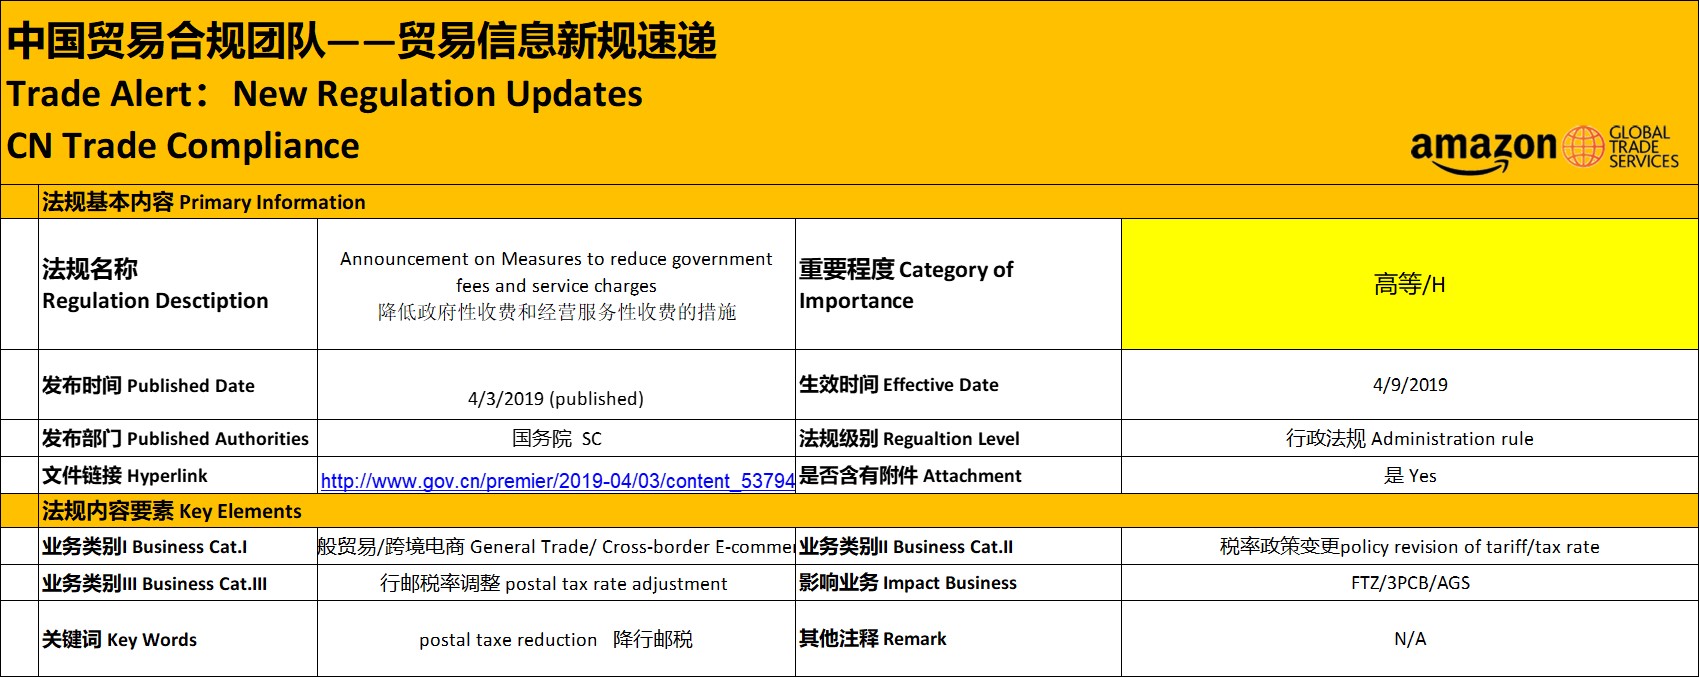 中国贸易合规团队——贸易信息新规速递
Trade Alert：New Regulation Updates
CN Trade Compliance
amazon
GLOBAL
TRADE
SERVICES
法规基本内容 Primary Information
法规名称
Regulation Desctiption
Announcement on Measures to reduce government
fees and service charges
降低政府性收费和经营服务性收费的措施
重要程度 Category of
Importance
高等/H
发布时间 Published Date
4/3/2019 (published)
生效时间 Effective Date
4/9/2019
发布部门 Published Authorities
国务院 SC
法规级别 Regualtion Level
行政法规 Administration rule
文件链接 Hyperlink
http://www.gov.cn/premier/2019-04/03/content_53794
是否含有附件 Attachment
是 Yes
法规内容要素 Key Elements
业务类别I Business Cat.I
般贸易/跨境电商 General Trade/ Cross-border E-commer
业务类别II Business Cat.II
税率政策变更policy revision of tariff/tax rate
业务类别III Business Cat.III
行邮税率调整 postal tax rate adjustment
影响业务 Impact Business
FTZ/3PCB/AGS
关键词 Key Words
postal taxe reduction 降行邮税
其他注释 Remark
N/A